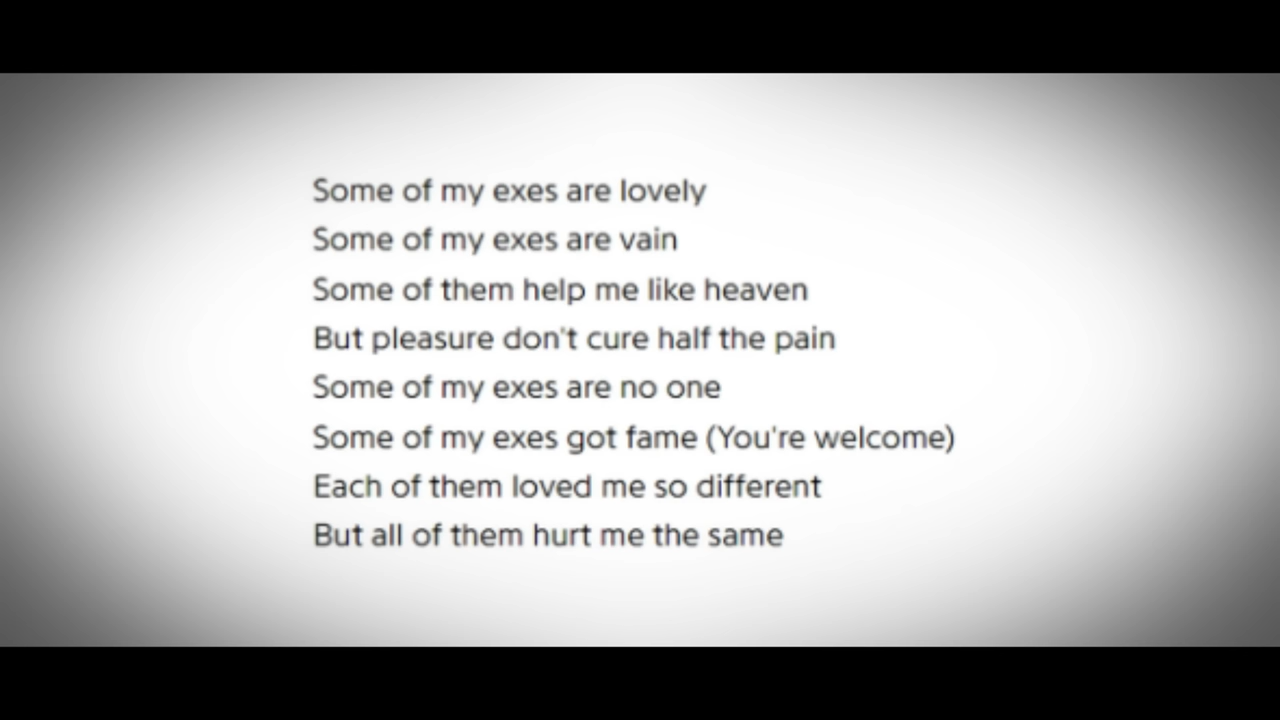 Some of my exes are lovely
Some of my exes are vain
Some of them help me like heaven
But pleasure don't cure half the pain
Some of my exes are no one
Some of my exes got fame (You're welcome)
Each of them loved me so different
But all of them hurt me the same